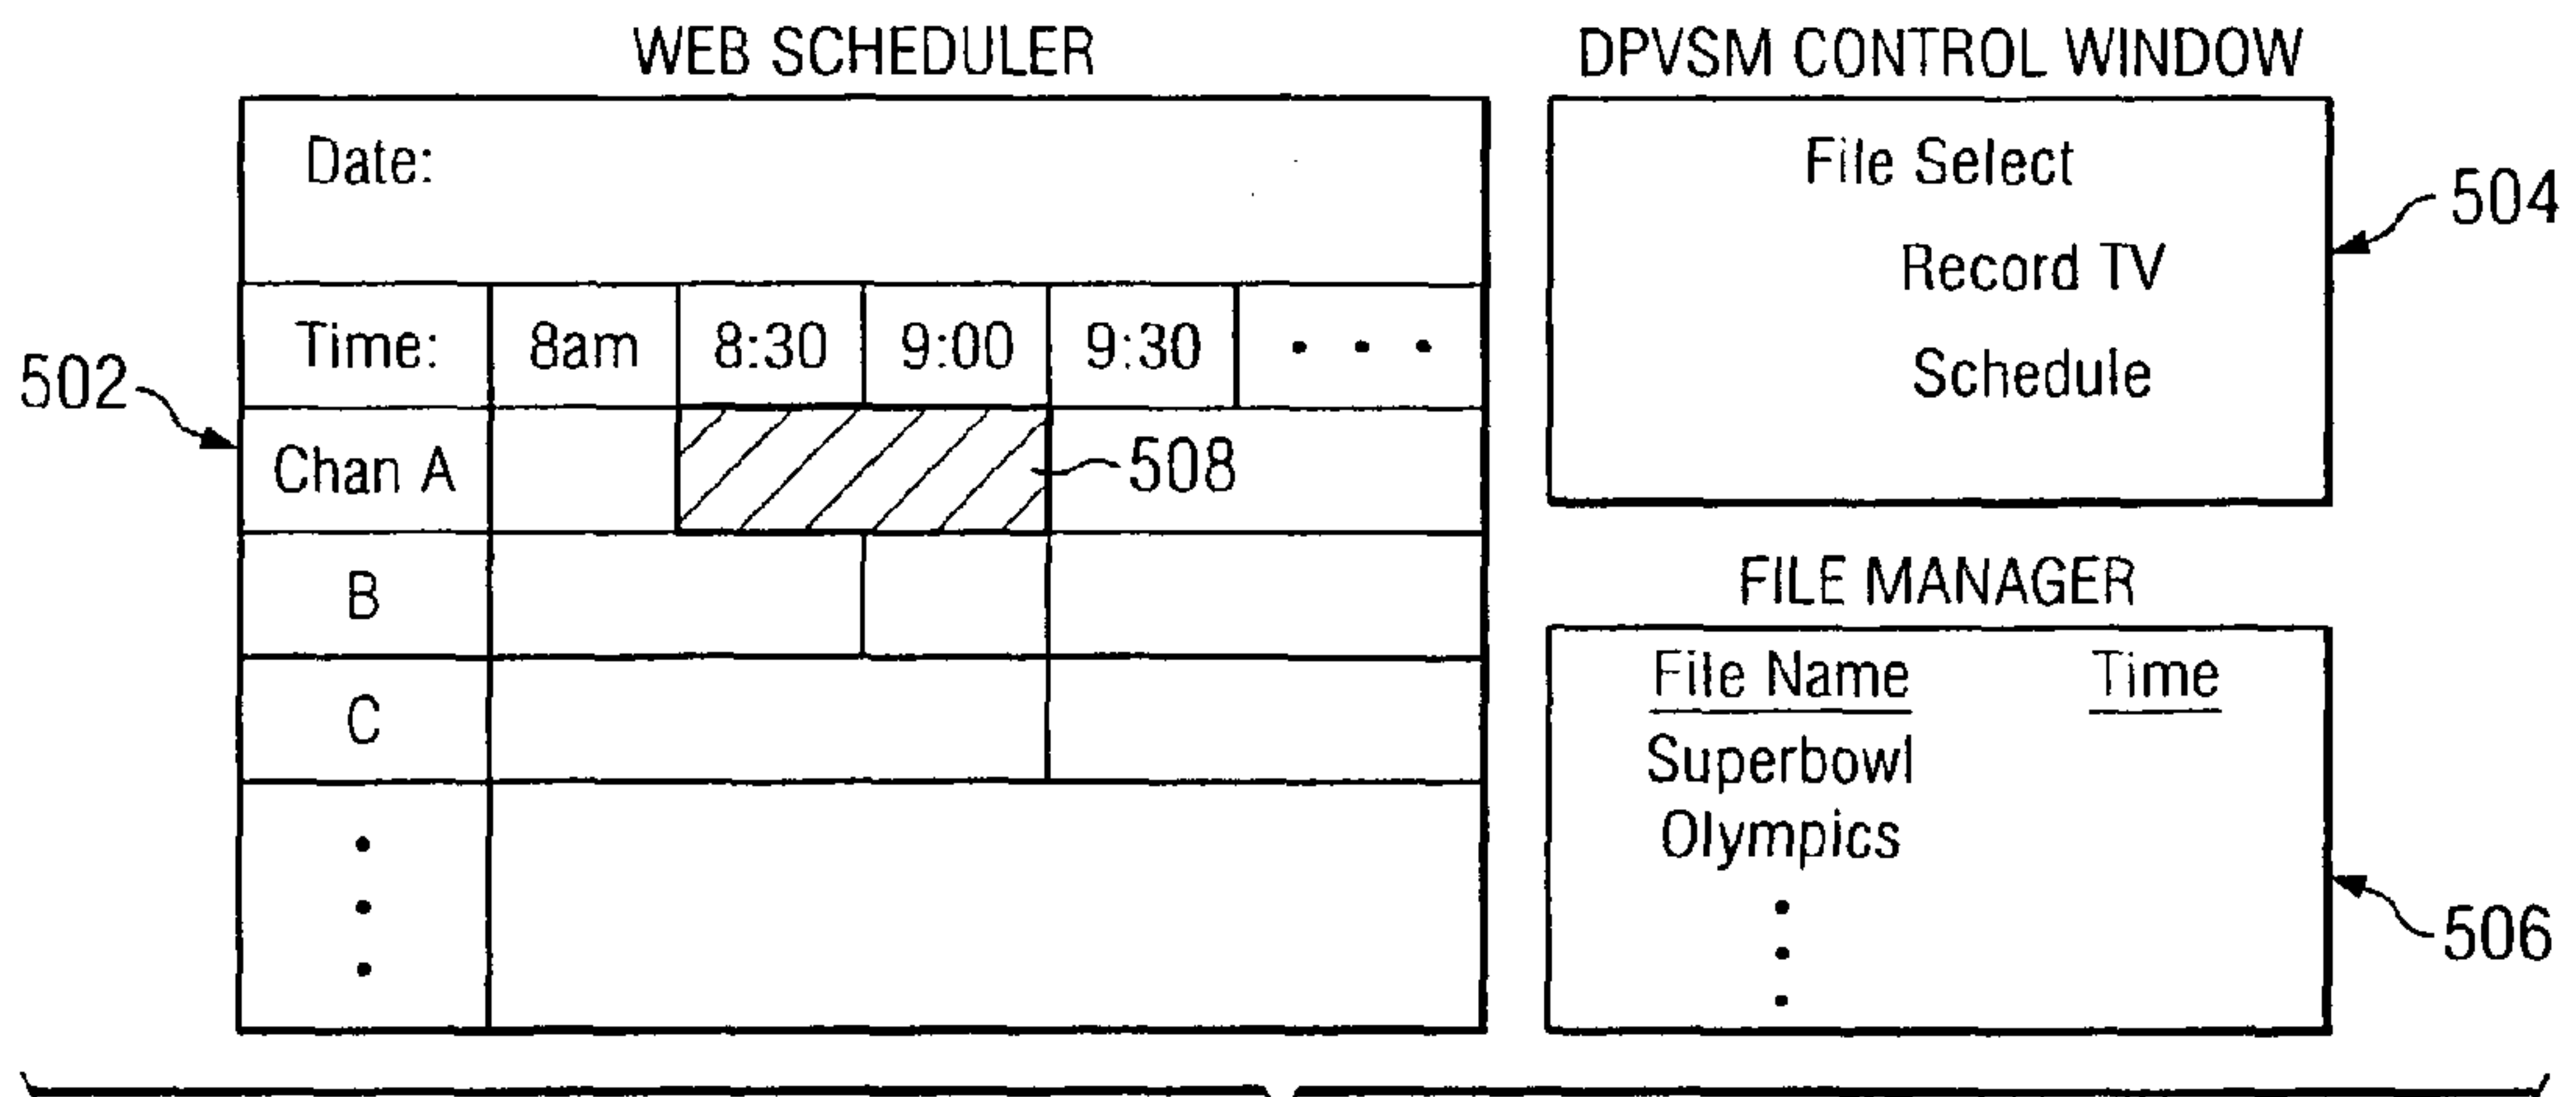 WEB SCHEDULER
Date:
Time: 8am 8:30 9:00 9:30 • • •
502
Chan A
508
B
C
DPVSM CONTROL WINDOW
File Select
Record TV
Schedule
504
FILE MANAGER
File Name Time
Superbowl
Olympics
506